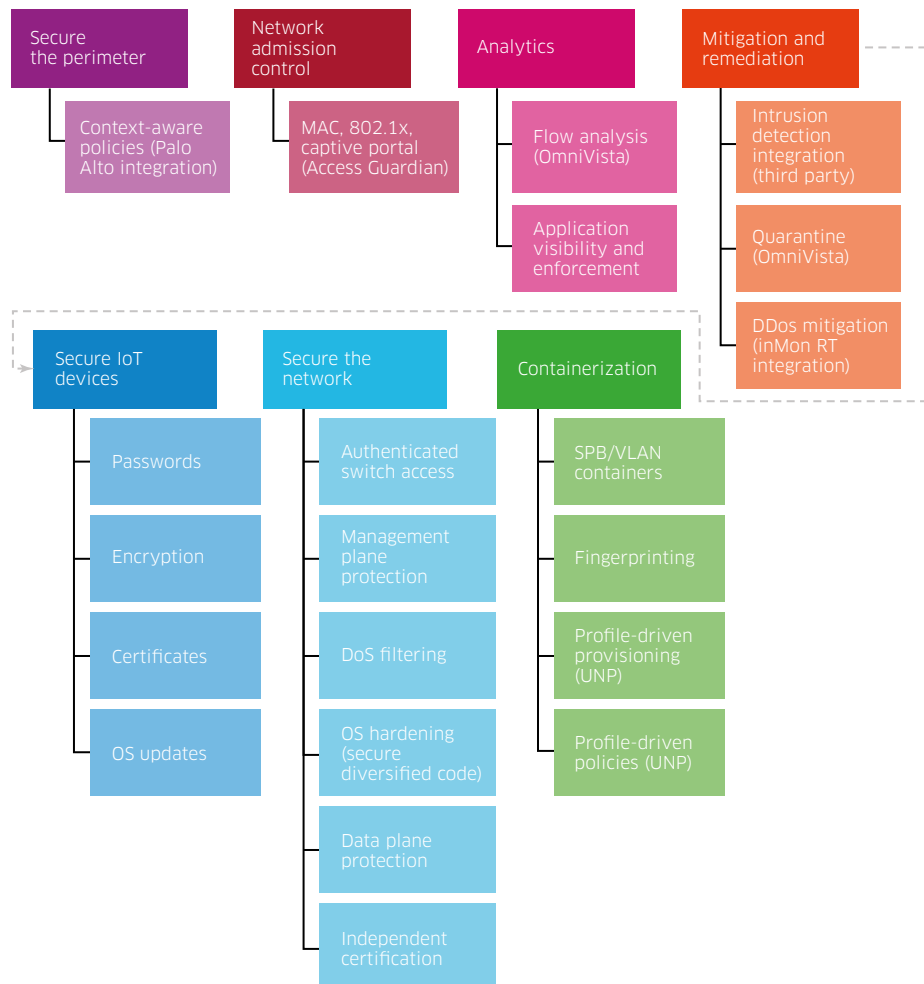 Secure
the perimeter
Context-aware
policies (Palo
Alto integration)
Network
admission
control
MAC, 802.1x,
captive portal
(Access Guardian)
Analytics
Flow analysis
(OmniVista)
Application
visibility and
enforcement
Mitigation and
remediation
Intrusion
detection
integration
(third party)
Quarantine
(OmniVista)
DDos mitigation
(inMon RT
integration)
Secure IoT
devices
Passwords
Encryption
Certificates
OS updates
Secure the
network
Authenticated
switch access
Management
plane
protection
DoS filtering
OS hardening
(secure
diversified code)
Data plane
protection
Independent
certification
Containerization
SPB/VLAN
containers
Fingerprinting
Profile-driven
provisioning
(UNP)
Profile-driven
policies (UNP)